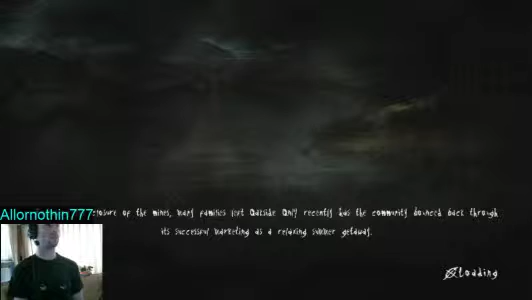 Allornothin777 closure of the mines, many families left Oakside. Only recently has the community bounced back through
its successful marketing as a relaxing summer getaway.
Loading